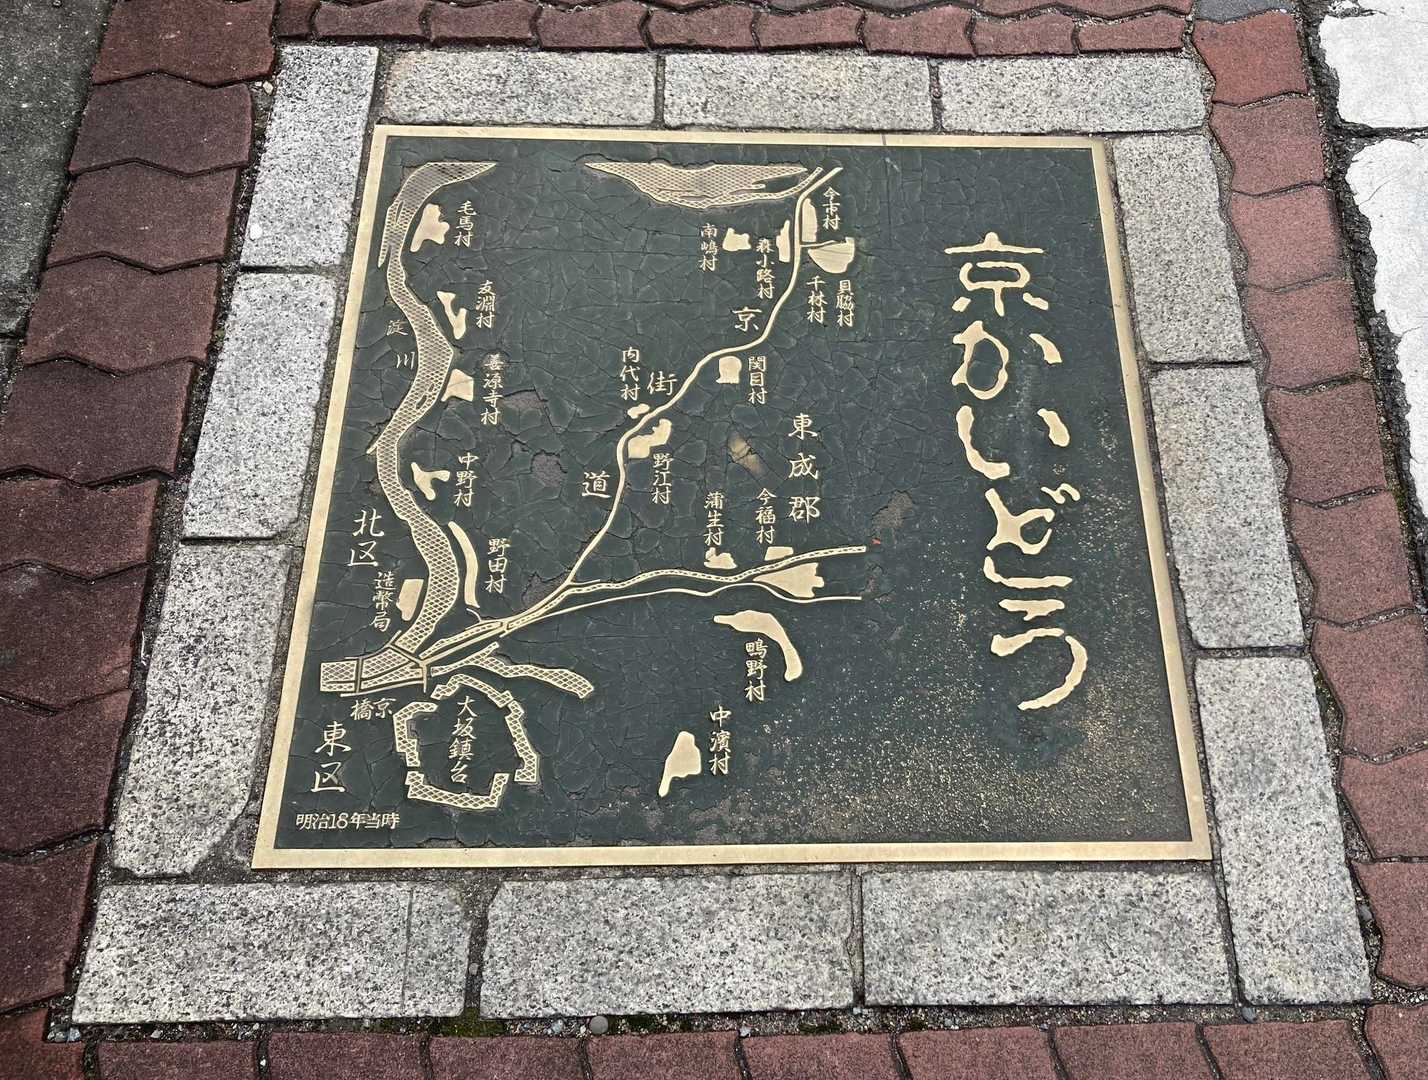 京かいどう
今市村
南嶋村
森小路村
千林村
貝脇村
毛馬村
友淵村
淀川
善源寺村
京街道
関目村
内代村
野江村
東成郡
中野村
蒲生村
今福村
北区
野田村
造幣局
鴫野村
京橋
大坂鎮台
中濱村
東区
明治18年当時